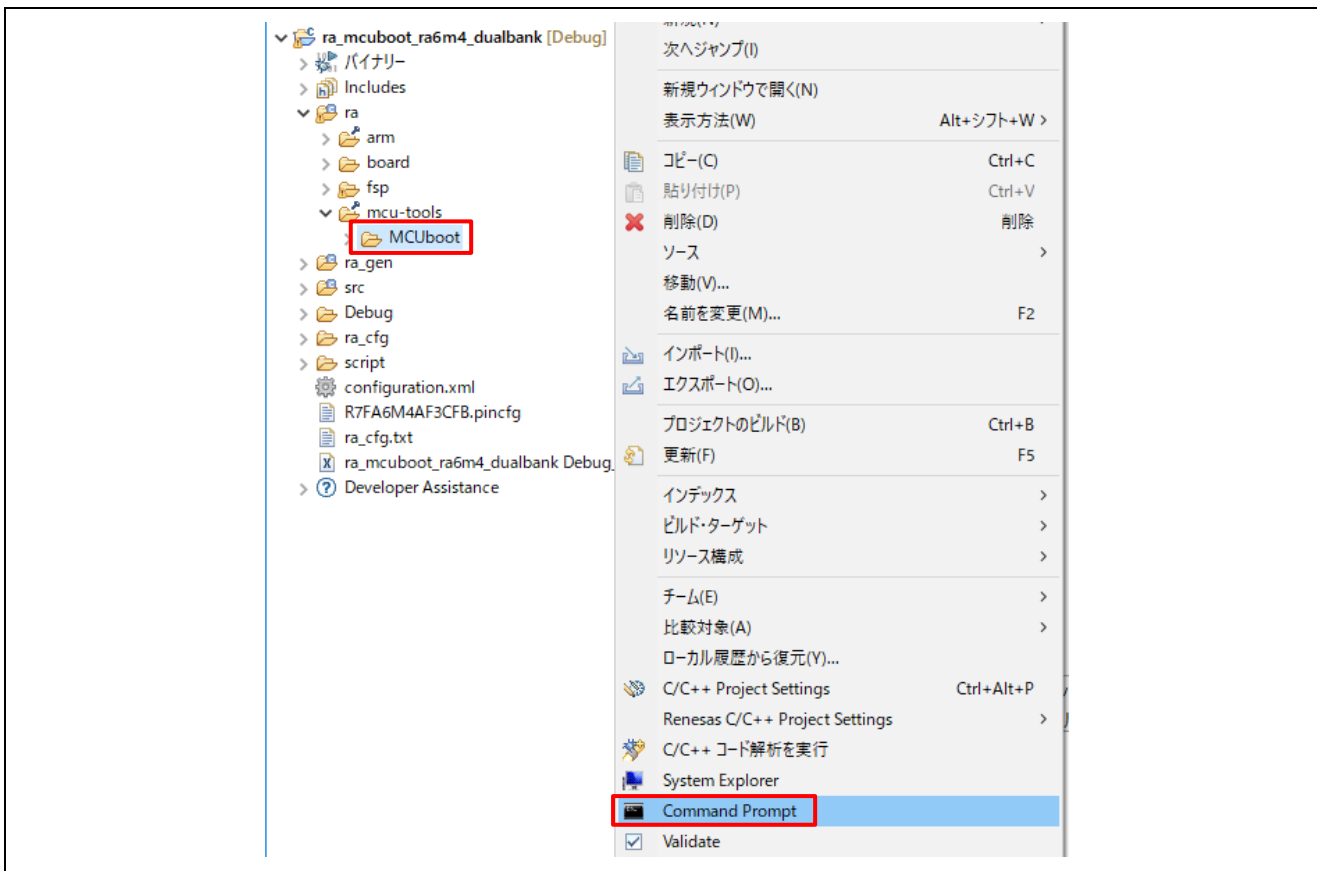 ra_mcuboot_ra6m4_dualbank [Debug]
バイナリー
Includes
ra
arm
board
fsp
mcu-tools
MCUboot
ra_gen
src
Debug
ra_cfg
script
configuration.xml
R7FA6M4AF3CFB.pincfg
ra_cfg.txt
ra_mcuboot_ra6m4_dualbank Debug_
Developer Assistance
次へジャンプ(I)
新規ウィンドウで開く(N)
表示方法(W) Alt+シフト+W >
コピー(C) Ctrl+C
貼り付け(P) Ctrl+V
削除(D) 削除
ソース >
移動(V)...
名前を変更(M)... F2
インポート(I)...
エクスポート(O)...
プロジェクトのビルド(B) Ctrl+B
更新(F) F5
インデックス >
ビルド・ターゲット >
リソース構成 >
チーム(E) >
比較対象(A) >
ローカル履歴から復元(Y)...
C/C++ Project Settings Ctrl+Alt+P
Renesas C/C++ Project Settings >
C/C++ コード解析を実行
System Explorer
Command Prompt
Validate